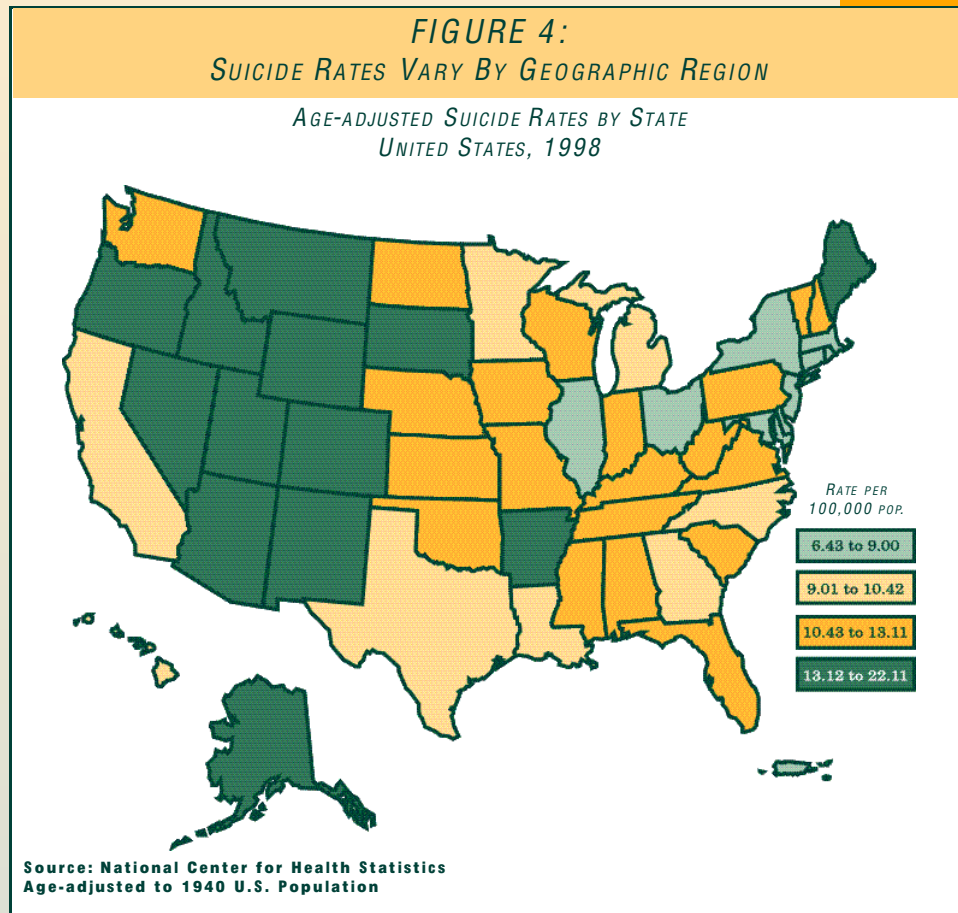 FIGURE 4:
SUICIDE RATES VARY BY GEOGRAPHIC REGION
AGE-ADJUSTED SUICIDE RATES BY STATE
UNITED STATES, 1998
RATE PER
100,000 POP.
6.43 to 9.00
9.01 to 10.42
10.43 to 13.11
13.12 to 22.11
Source: National Center for Health Statistics
Age-adjusted to 1940 U.S. Population